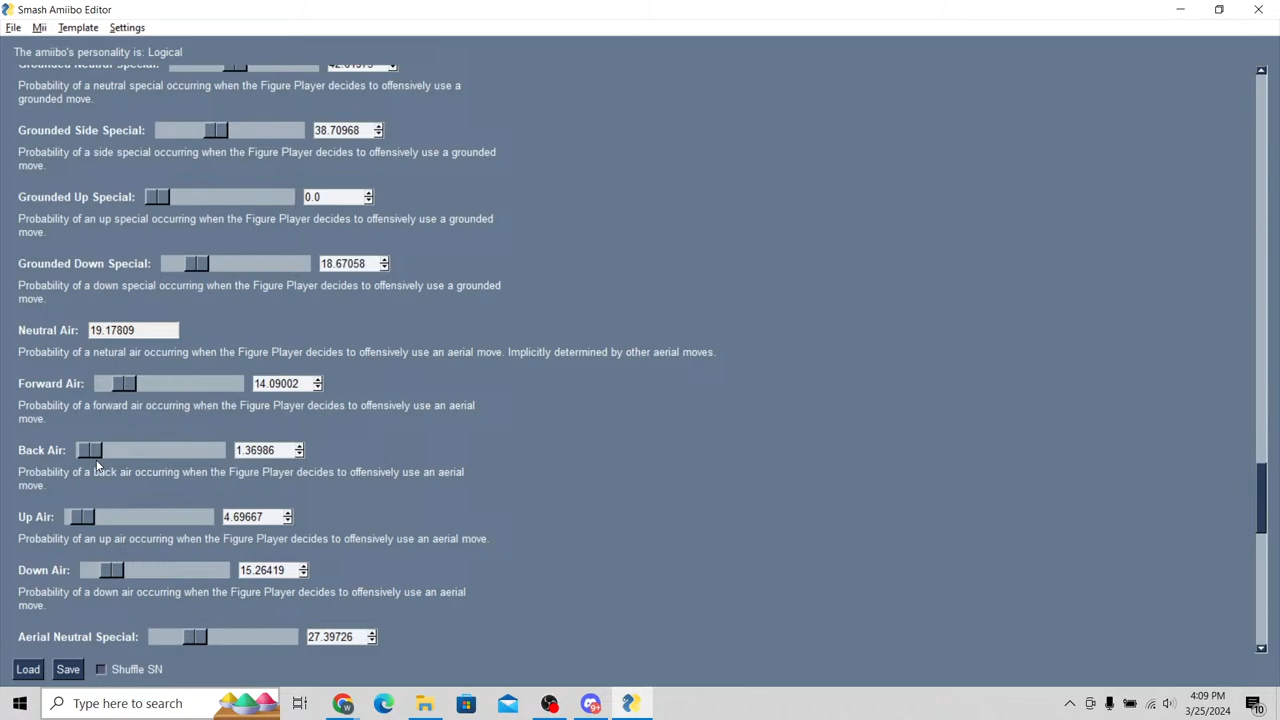 Smash Amiibo Editor
File Mii Template Settings
The amiibo's personality is: Logical
Grounded Neutral Special: 42.01973
Probability of a neutral special occurring when the Figure Player decides to offensively use a
grounded move.
Grounded Side Special: 38.70968
Probability of a side special occurring when the Figure Player decides to offensively use a grounded
move.
Grounded Up Special: 0.0
Probability of an up special occurring when the Figure Player decides to offensively use a grounded
move.
Grounded Down Special: 18.67058
Probability of a down special occurring when the Figure Player decides to offensively use a grounded
move.
Neutral Air: 19.17809
Probability of a netural air occurring when the Figure Player decides to offensively use an aerial move. Implicitly determined by other aerial moves.
Forward Air: 14.09002
Probability of a forward air occurring when the Figure Player decides to offensively use an aerial
move.
Back Air: 1.36986
Probability of a back air occurring when the Figure Player decides to offensively use an aerial
move.
Up Air: 4.69667
Probability of an up air occurring when the Figure Player decides to offensively use an aerial move.
Down Air: 15.26419
Probability of a down air occurring when the Figure Player decides to offensively use an aerial
move.
Aerial Neutral Special: 27.39726
Load Save Shuffle SN
Type here to search
9+
4:09 PM
3/25/2024
10